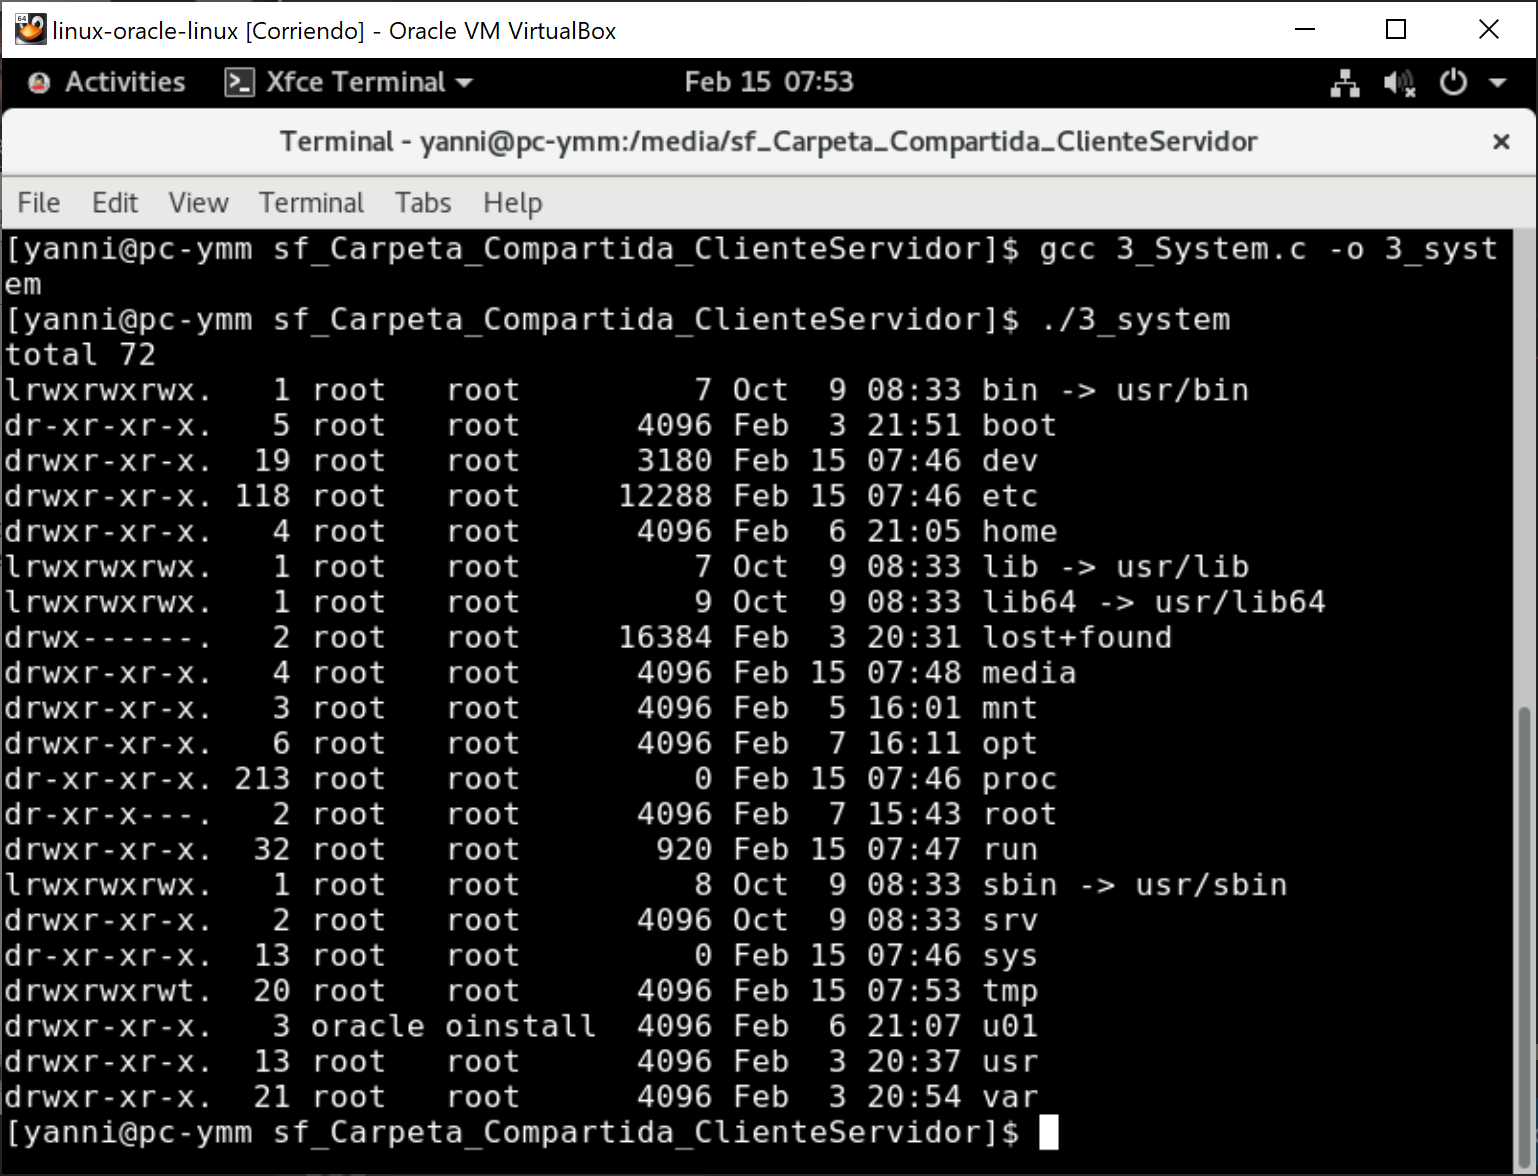 64
linux-oracle-linux [Corriendo] - Oracle VM VirtualBox
Activities Xfce Terminal Feb 15 07:53
Terminal - yanni@pc-ymm:/media/sf_Carpeta_Compartida_ClienteServidor
File Edit View Terminal Tabs Help
[yanni@pc-ymm sf_Carpeta_Compartida_ClienteServidor]$ gcc 3_System.c -o 3_syst
em
[yanni@pc-ymm sf_Carpeta_Compartida_ClienteServidor]$ ./3_system
total 72
lrwxrwxrwx.   1 root   root         7 Oct  9 08:33 bin -> usr/bin
dr-xr-xr-x.   5 root   root      4096 Feb  3 21:51 boot
drwxr-xr-x.  19 root   root      3180 Feb 15 07:46 dev
drwxr-xr-x. 118 root   root     12288 Feb 15 07:46 etc
drwxr-xr-x.   4 root   root      4096 Feb  6 21:05 home
lrwxrwxrwx.   1 root   root         7 Oct  9 08:33 lib -> usr/lib
lrwxrwxrwx.   1 root   root         9 Oct  9 08:33 lib64 -> usr/lib64
drwx------.   2 root   root     16384 Feb  3 20:31 lost+found
drwxr-xr-x.   4 root   root      4096 Feb 15 07:48 media
drwxr-xr-x.   3 root   root      4096 Feb  5 16:01 mnt
drwxr-xr-x.   6 root   root      4096 Feb  7 16:11 opt
dr-xr-xr-x. 213 root   root         0 Feb 15 07:46 proc
dr-xr-x---.   2 root   root      4096 Feb  7 15:43 root
drwxr-xr-x.  32 root   root       920 Feb 15 07:47 run
lrwxrwxrwx.   1 root   root         8 Oct  9 08:33 sbin -> usr/sbin
drwxr-xr-x.   2 root   root      4096 Oct  9 08:33 srv
dr-xr-xr-x.  13 root   root         0 Feb 15 07:46 sys
drwxrwxrwt.  20 root   root      4096 Feb 15 07:53 tmp
drwxr-xr-x.   3 oracle oinstall  4096 Feb  6 21:07 u01
drwxr-xr-x.  13 root   root      4096 Feb  3 20:37 usr
drwxr-xr-x.  21 root   root      4096 Feb  3 20:54 var
[yanni@pc-ymm sf_Carpeta_Compartida_ClienteServidor]$